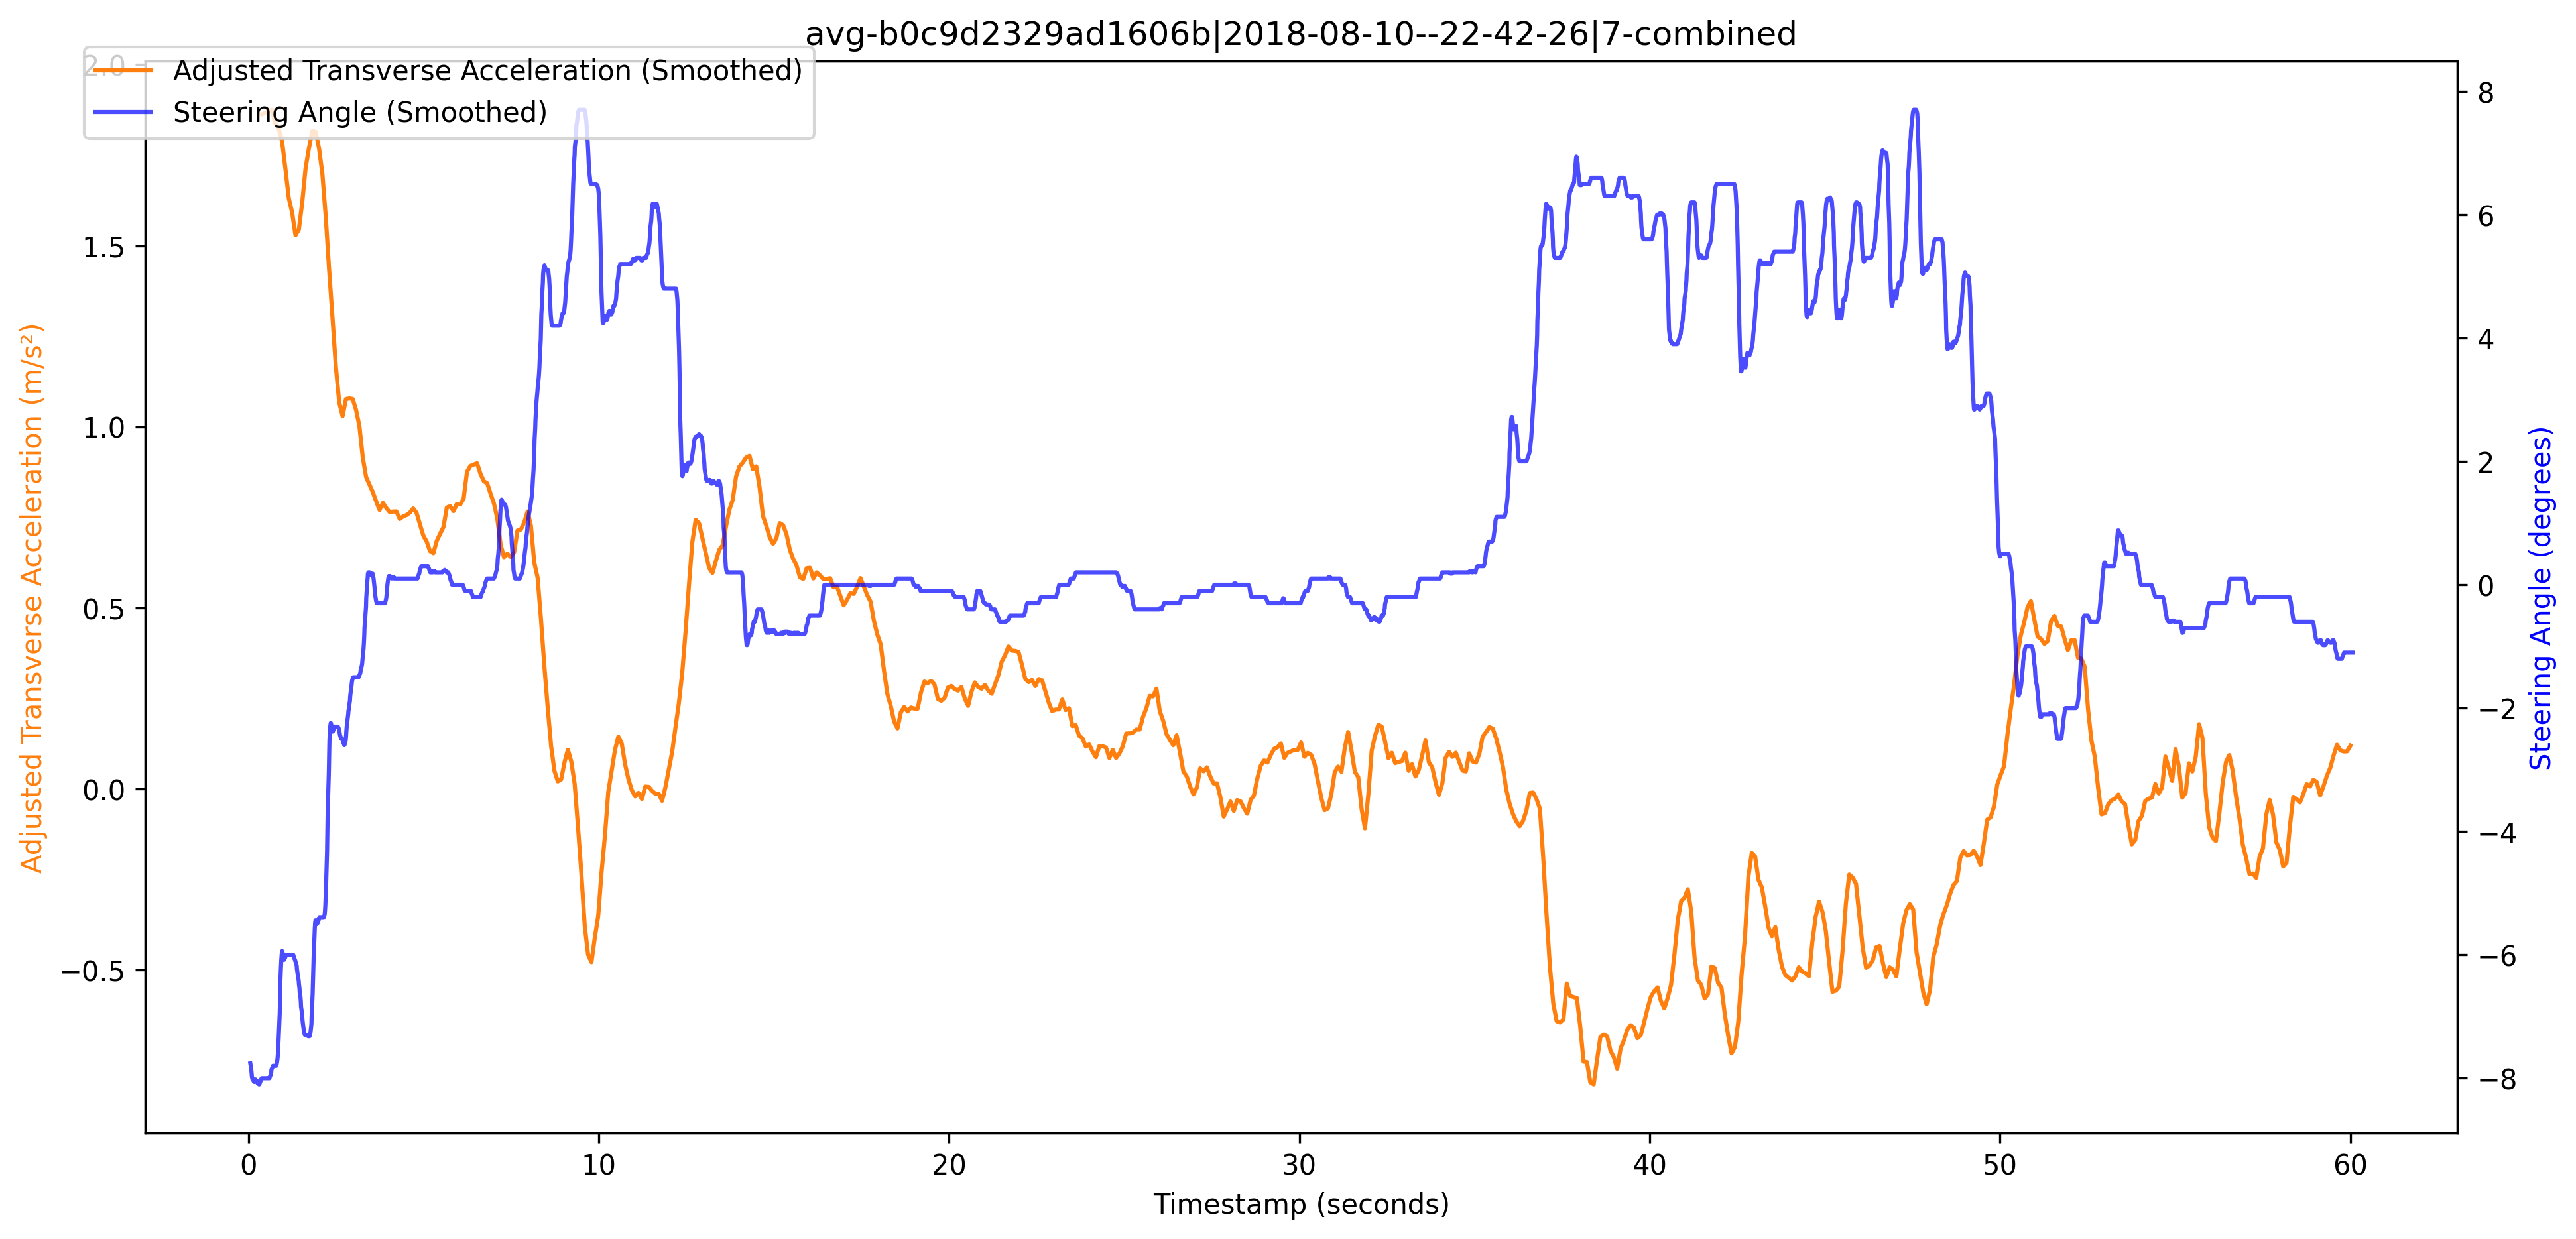 avg-b0c9d2329ad1606b|2018-08-10--22-42-26|7-combined
Adjusted Transverse Acceleration (Smoothed)
Steering Angle (Smoothed)
Adjusted Transverse Acceleration (m/s²)
2.0
1.5
1.0
0.5
0.0
−0.5
8
6
4
2
0
−2
−4
−6
−8
Steering Angle (degrees)
0 10 20 30 40 50 60
Timestamp (seconds)